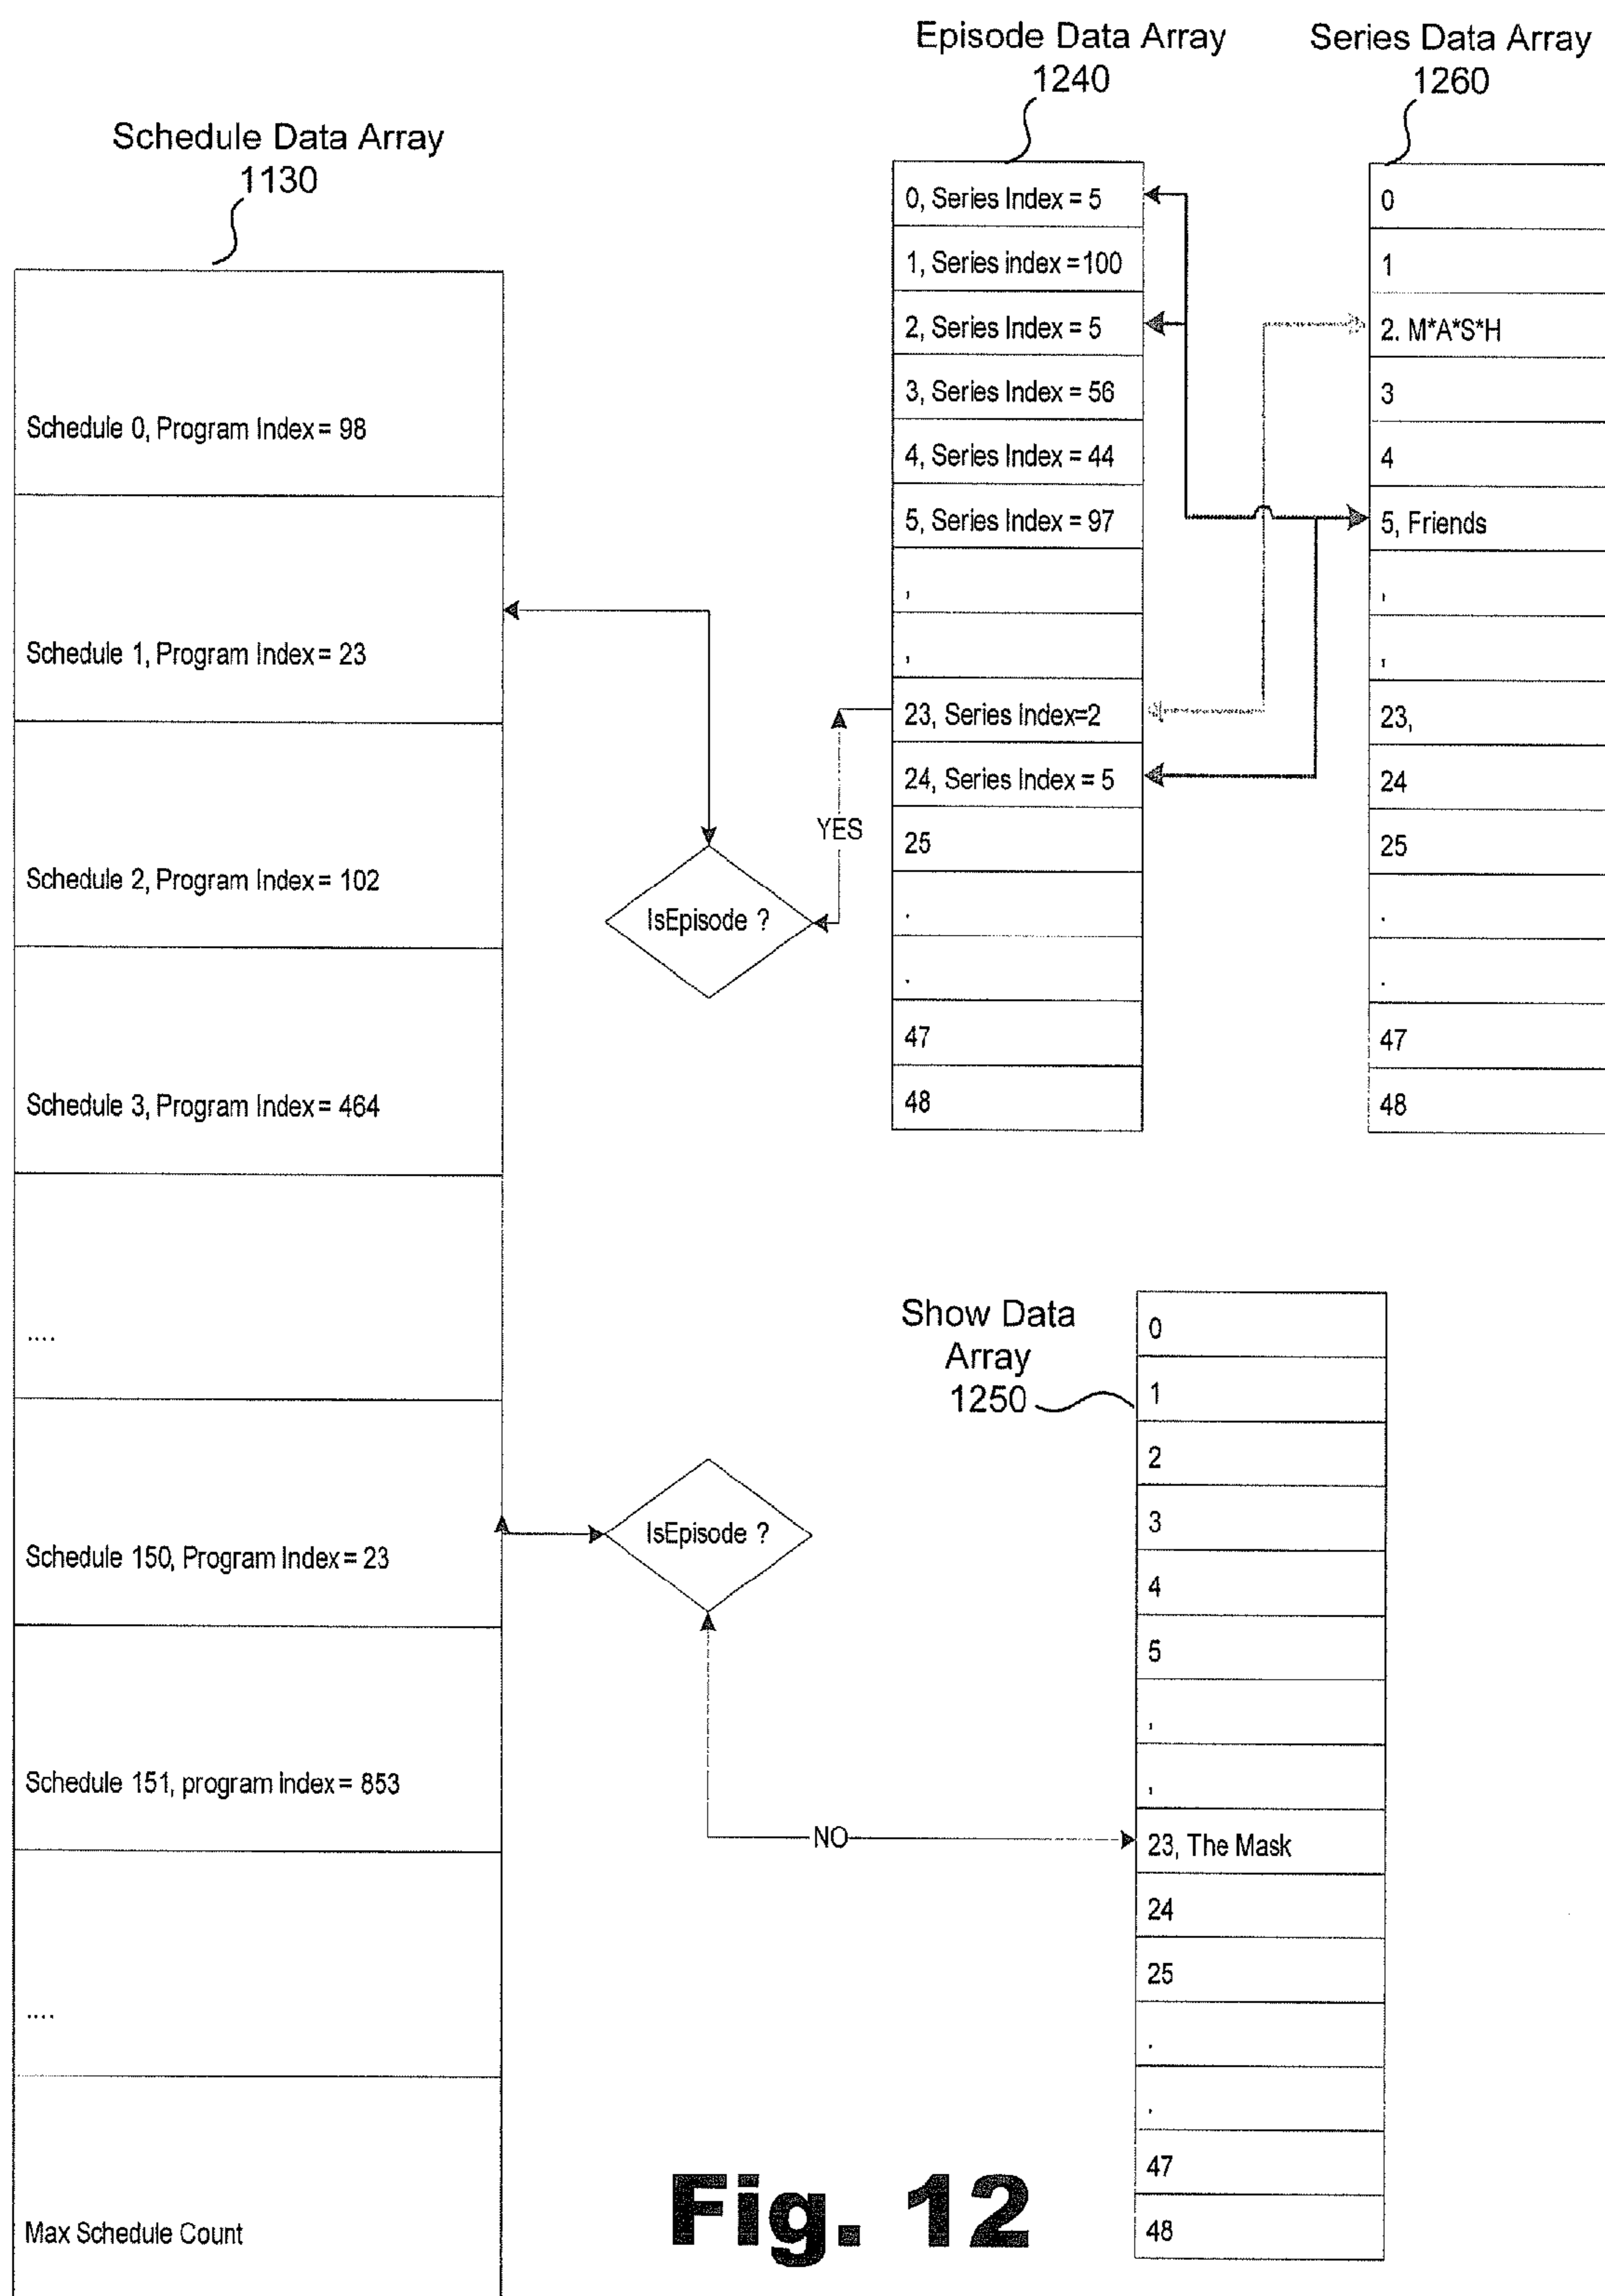 Episode Data Array
1240
Series Data Array
1260
Schedule Data Array
1130
Schedule 0, Program Index = 98
Schedule 1, Program Index = 23
Schedule 2, Program Index = 102
Schedule 3, Program Index = 464
....
Schedule 150, Program Index = 23
Schedule 151, program index = 853
....
Max Schedule Count
IsEpisode ?
YES
0, Series Index = 5
1, Series index =100
2, Series Index = 5
3, Series Index = 56
4, Series Index = 44
5, Series Index = 97
,
,
23, Series Index=2
24, Series Index = 5
25
.
.
47
48
0
1
2. M*A*S*H
3
4
5, Friends
,
,
23,
24
25
.
.
47
48
IsEpisode ?
NO
Show Data
Array
1250
0
1
2
3
4
5
,
,
23, The Mask
24
25
.
.
47
48
Fig. 12